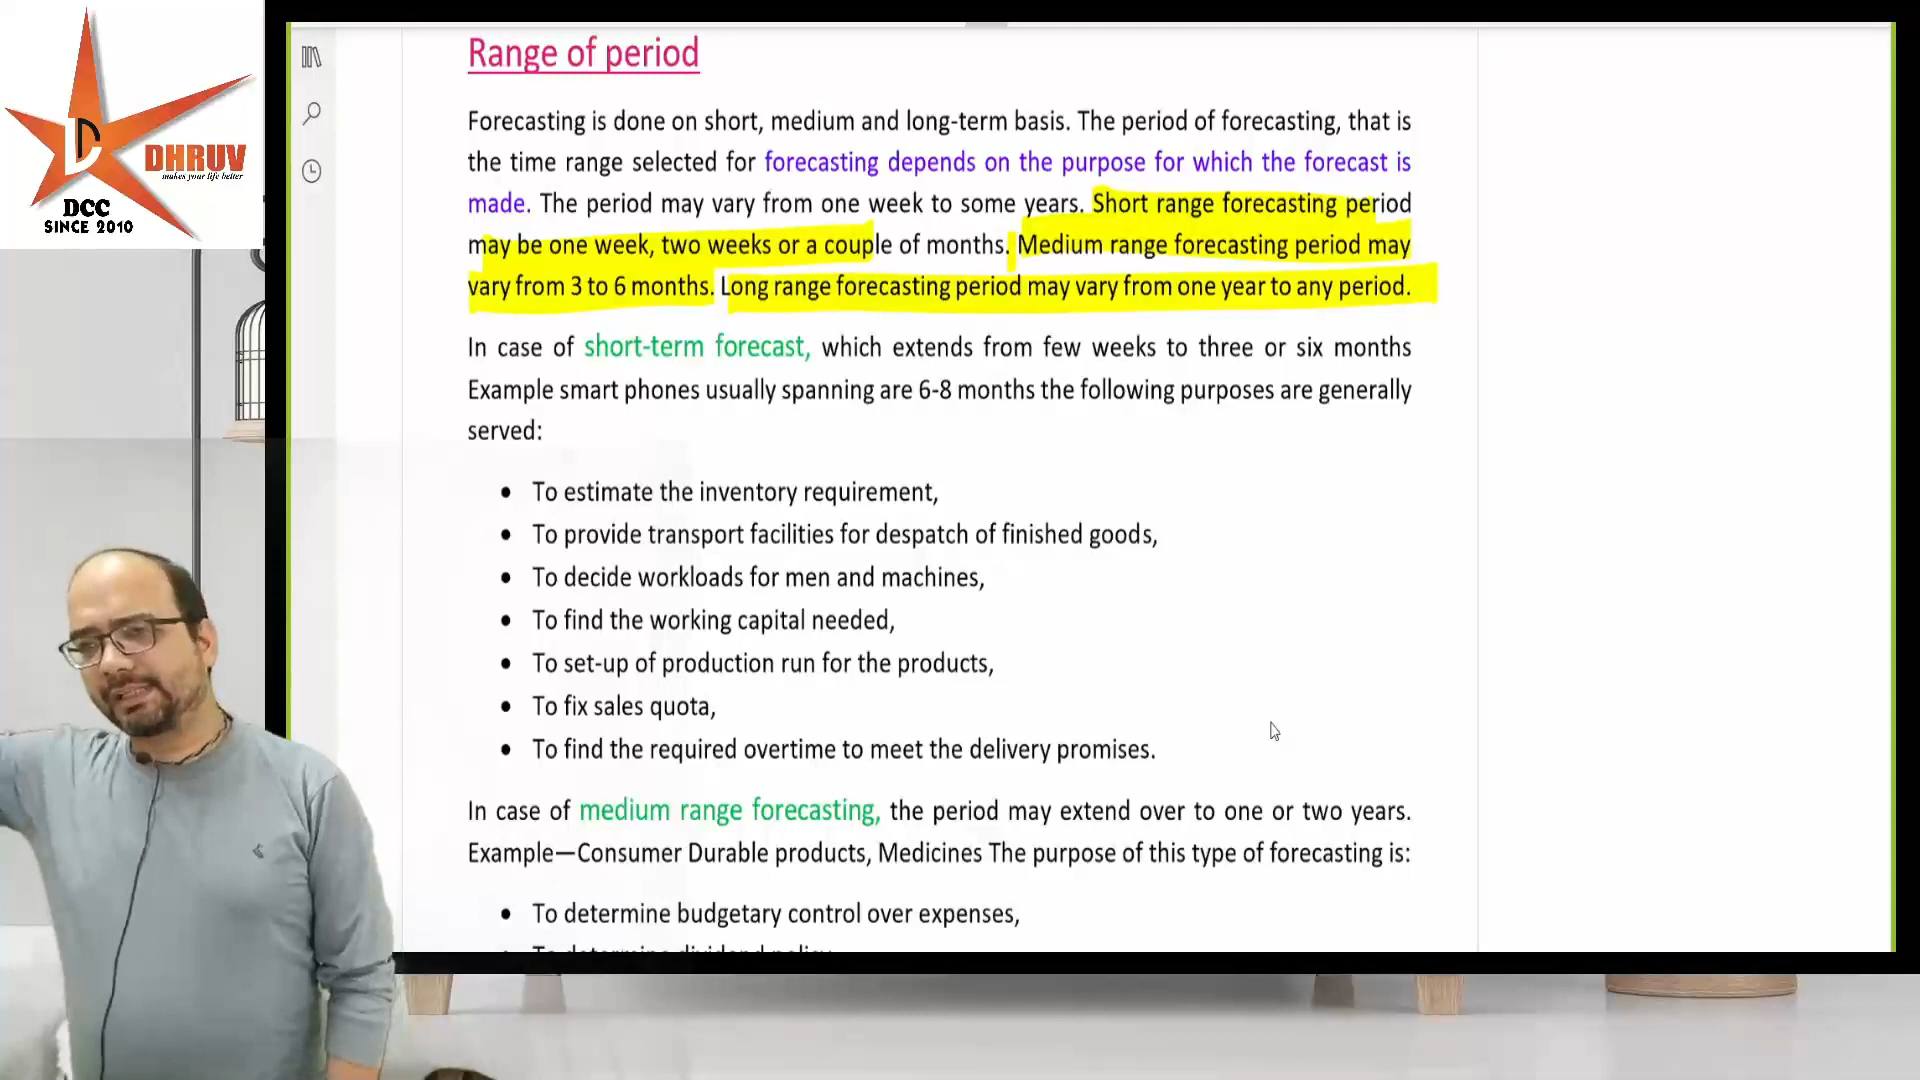 Range of period
Forecasting is done on short, medium and long-term basis. The period of forecasting, that is
the time range selected for forecasting depends on the purpose for which the forecast is
made. The period may vary from one week to some years. Short range forecasting period
may be one week, two weeks or a couple of months. Medium range forecasting period may
vary from 3 to 6 months. Long range forecasting period may vary from one year to any period.
In case of short-term forecast, which extends from few weeks to three or six months
Example smart phones usually spanning are 6-8 months the following purposes are generally
served:
• To estimate the inventory requirement,
• To provide transport facilities for despatch of finished goods,
• To decide workloads for men and machines,
• To find the working capital needed,
• To set-up of production run for the products,
• To fix sales quota,
• To find the required overtime to meet the delivery promises.
In case of medium range forecasting, the period may extend over to one or two years.
Example—Consumer Durable products, Medicines The purpose of this type of forecasting is:
• To determine budgetary control over expenses,
• To determine dividend policy
DC
DHRUV
makes your life better
DCC
SINCE 2010